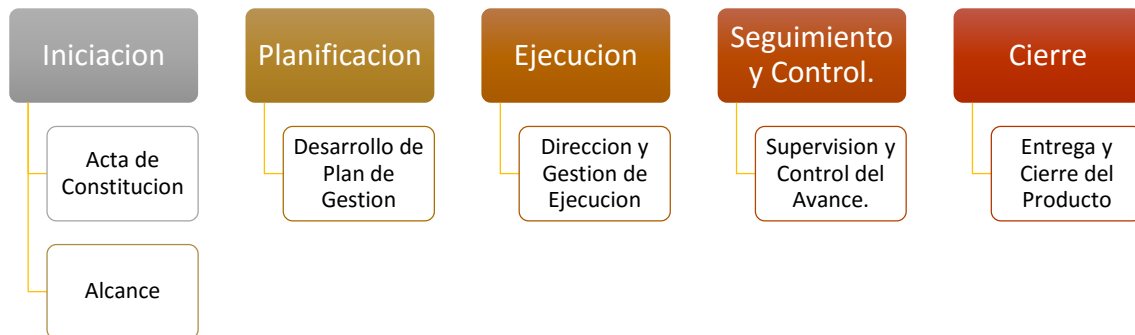 Iniciacion
Acta de
Constitucion
Alcance
Planificacion
Desarrollo de
Plan de
Gestion
Ejecucion
Direccion y
Gestion de
Ejecucion
Seguimiento
y Control.
Supervision y
Control del
Avance.
Cierre
Entrega y
Cierre del
Producto